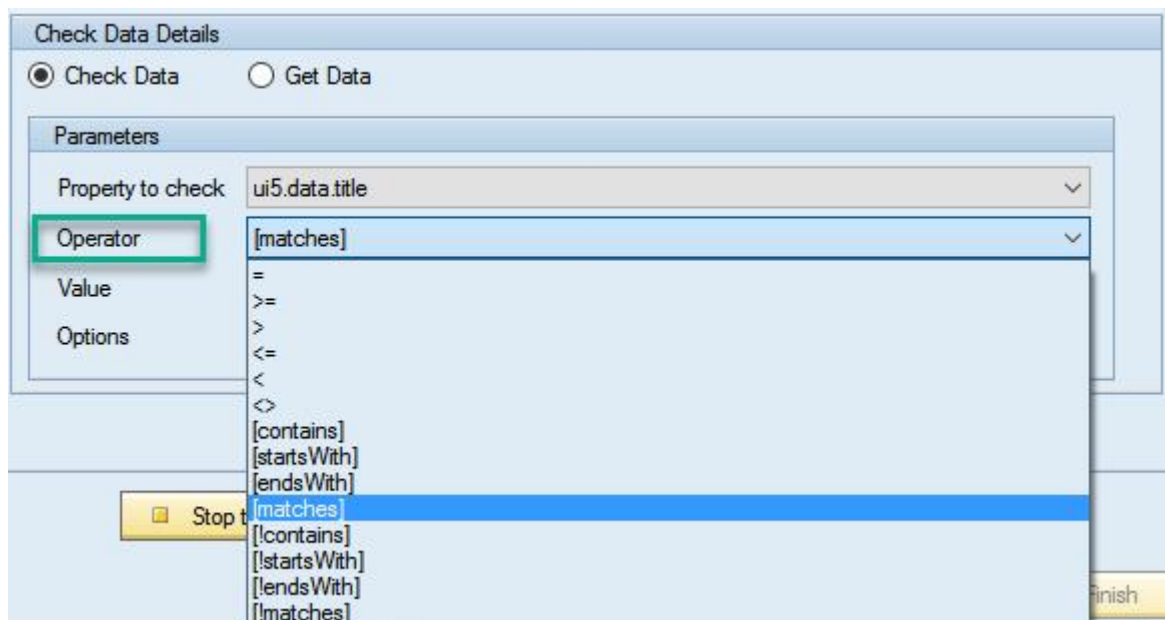 Check Data Details
Check Data Get Data
Parameters
Property to check ui5.data.title
Operator [matches]
Value
Options
=
>=
>
<=
<
<>
[contains]
[startsWith]
[endsWith]
[matches]
[!contains]
[!startsWith]
[!endsWith]
[!matches]
Stop t
Finish